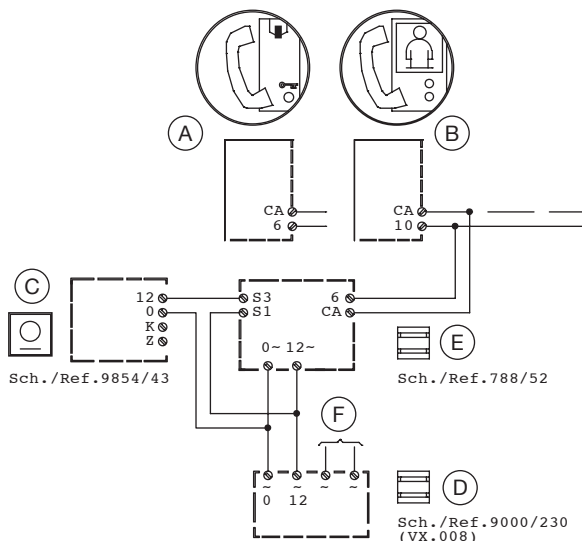 A
B
CA
6
CA
10
C
12
0
K
Z
S3
S1
6
CA
0~ 12~
E
Sch./Ref.9854/43
Sch./Ref.788/52
F
~ ~ ~ ~
0 12
D
Sch./Ref.9000/230
(VX.008)